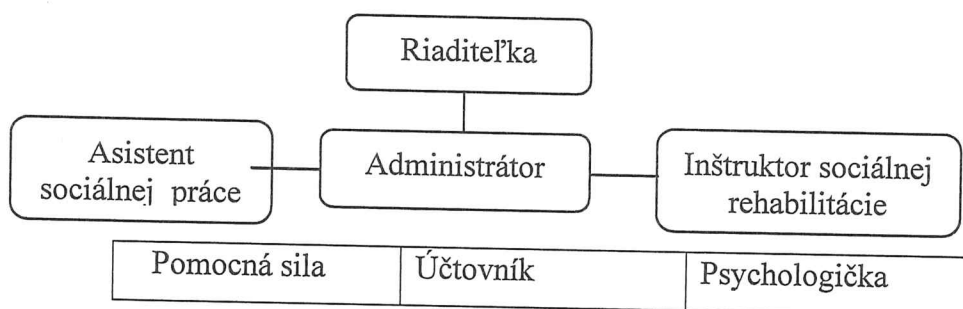 Riaditeľka
Asistent
sociálnej práce
Administrátor
Inštruktor sociálnej
rehabilitácie
Pomocná sila
Účtovník
Psychologička